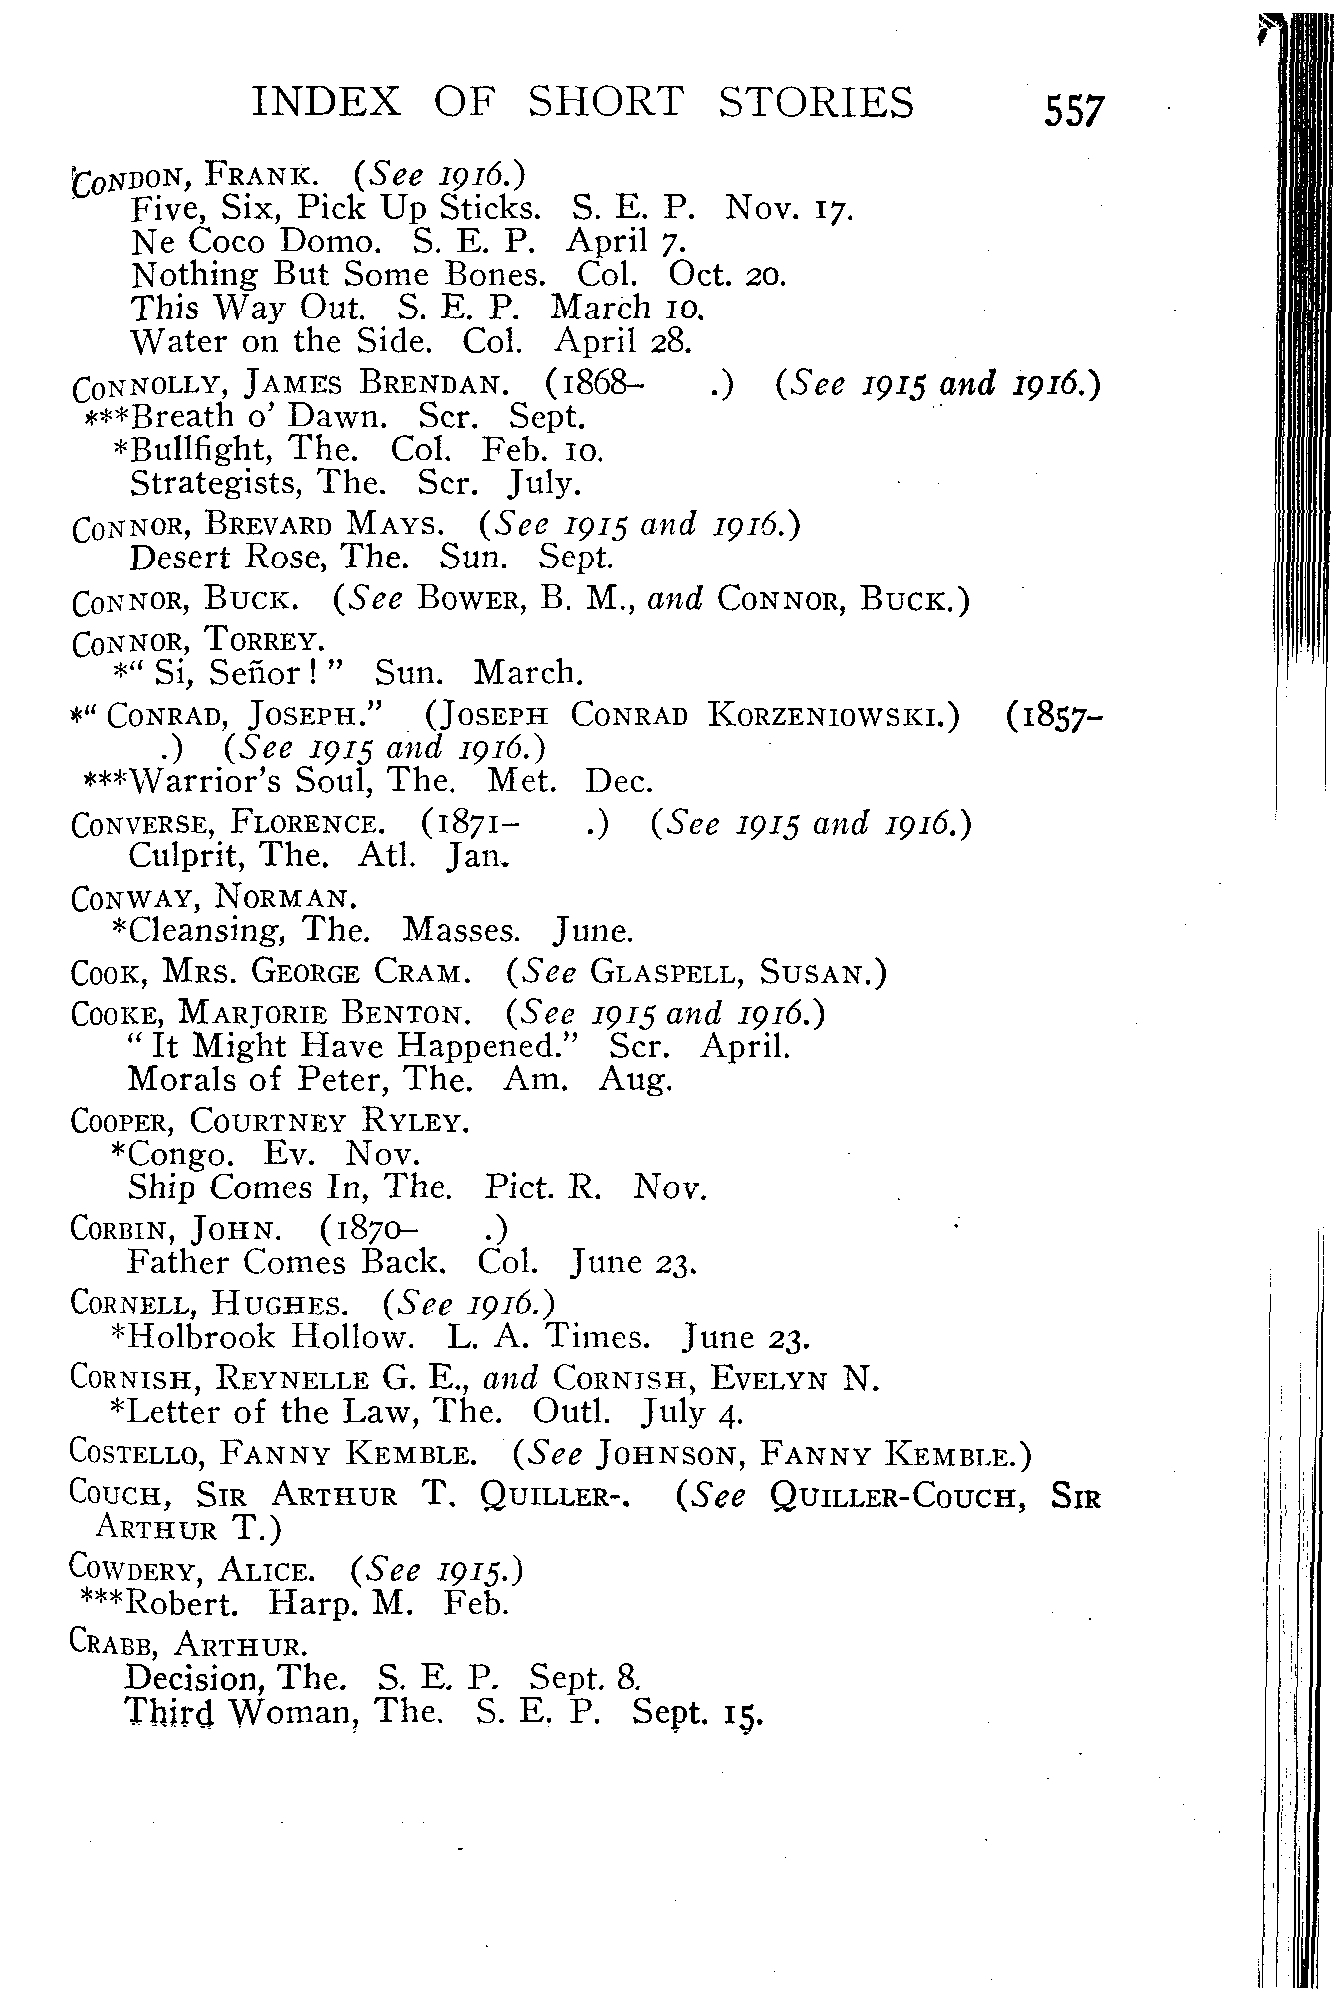 INDEX OF SHORT STORIES 557
CONDON, FRANK. (See 1916.)
Five, Six, Pick Up Sticks. S. E. P. Nov. 17.
Ne Coco Domo. S. E. P. April 7.
Nothing But Some Bones. Col. Oct. 20.
This Way Out. S. E. P. March 10.
Water on the Side. Col. April 28.
CONNOLLY, JAMES BRENDAN. (1868– .) (See 1915 and 1916.)
***Breath o' Dawn. Scr. Sept.
*Bullfight, The. Col. Feb. 10.
Strategists, The. Scr. July.
CONNOR, BREVARD MAYS. (See 1915 and 1916.)
Desert Rose, The. Sun. Sept.
CONNOR, BUCK. (See BOWER, B. M., and CONNOR, BUCK.)
CONNOR, TORREY.
*“ Si, Señor ! ” Sun. March.
*“ CONRAD, JOSEPH.” (JOSEPH CONRAD KORZENIOWSKI.) (1857–
.) (See 1915 and 1916.)
***Warrior's Soul, The. Met. Dec.
CONVERSE, FLORENCE. (1871– .) (See 1915 and 1916.)
Culprit, The. Atl. Jan.
CONWAY, NORMAN.
*Cleansing, The. Masses. June.
COOK, MRS. GEORGE CRAM. (See GLASPELL, SUSAN.)
COOKE, MARJORIE BENTON. (See 1915 and 1916.)
“ It Might Have Happened.” Scr. April.
Morals of Peter, The. Am. Aug.
COOPER, COURTNEY RYLEY.
*Congo. Ev. Nov.
Ship Comes In, The. Pict. R. Nov.
CORBIN, JOHN. (1870– .)
Father Comes Back. Col. June 23.
CORNELL, HUGHES. (See 1916.)
*Holbrook Hollow. L. A. Times. June 23.
CORNISH, REYNELLE G. E., and CORNISH, EVELYN N.
*Letter of the Law, The. Outl. July 4.
COSTELLO, FANNY KEMBLE. (See JOHNSON, FANNY KEMBLE.)
COUCH, SIR ARTHUR T. QUILLER-. (See QUILLER-COUCH, SIR
ARTHUR T.)
COWDERY, ALICE. (See 1915.)
***Robert. Harp. M. Feb.
CRABB, ARTHUR.
Decision, The. S. E. P. Sept. 8.
Third Woman, The. S. E. P. Sept. 15.